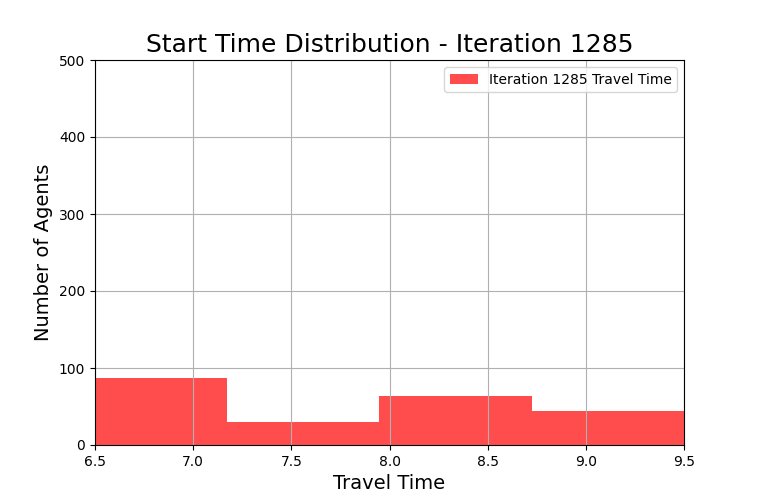 Start Time Distribution - Iteration 1285
Iteration 1285 Travel Time
Number of Agents
500
400
300
200
100
0
6.5 7.0 7.5 8.0 8.5 9.0 9.5
Travel Time